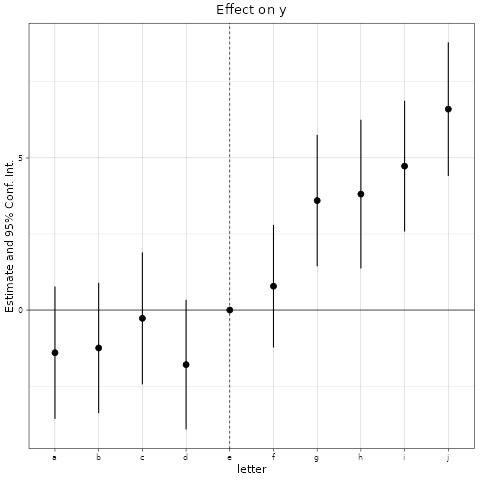 Effect on y
Estimate and 95% Conf. Int.
5
0
a b c d e f g h i j
letter